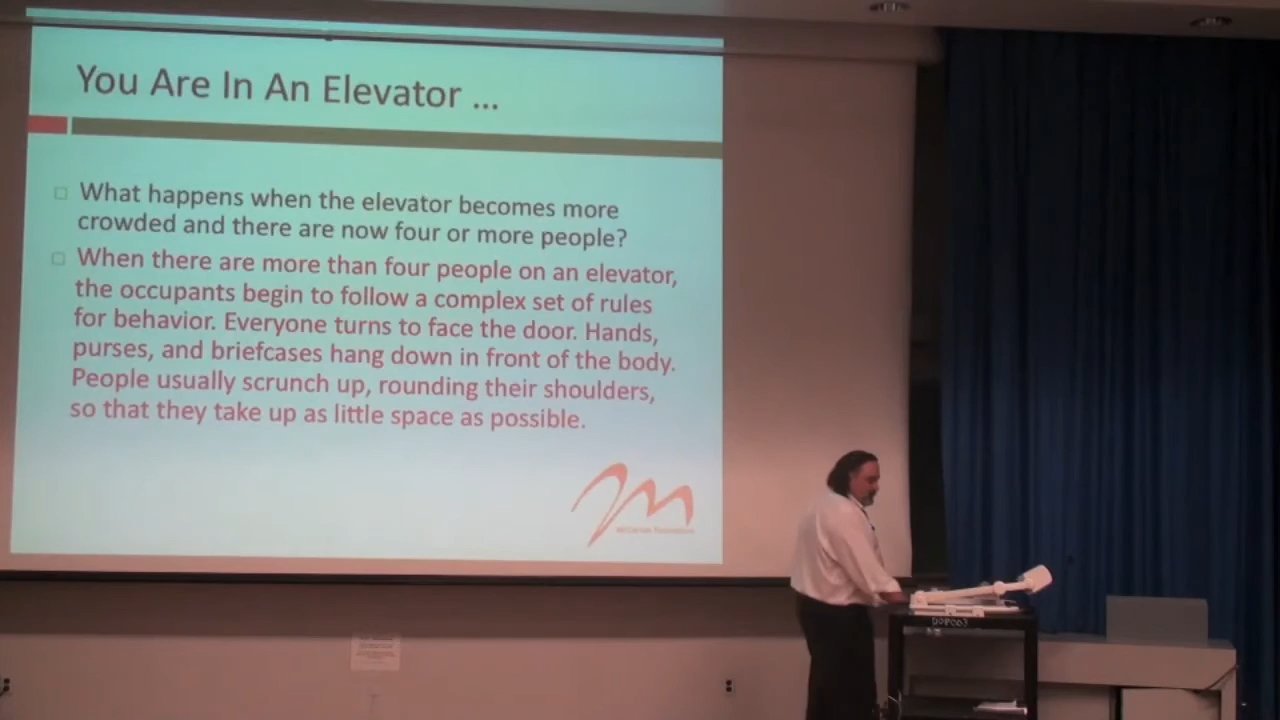 You Are In An Elevator ...
What happens when the elevator becomes more
crowded and there are now four or more people?
When there are more than four people on an elevator,
the occupants begin to follow a complex set of rules
for behavior. Everyone turns to face the door. Hands,
purses, and briefcases hang down in front of the body.
People usually scrunch up, rounding their shoulders,
so that they take up as little space as possible.